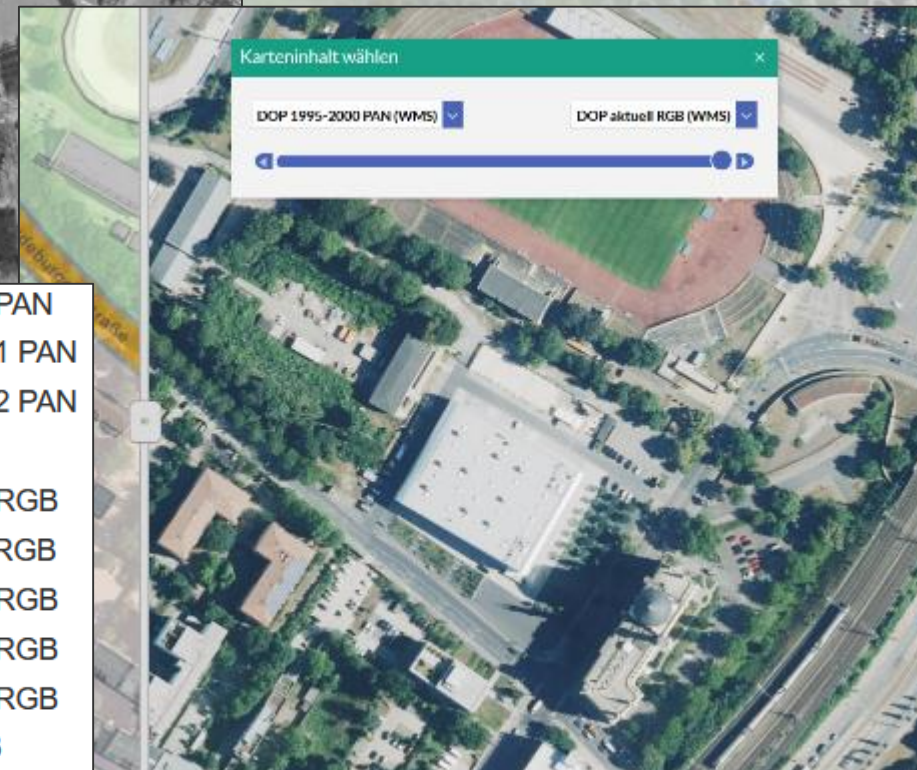 Karteninhalt wählen
DOP 1995-2000 PAN (WMS)
DOP aktuell RGB (WMS)
PAN
1 PAN
2 PAN
RGB
RGB
RGB
RGB
RGB